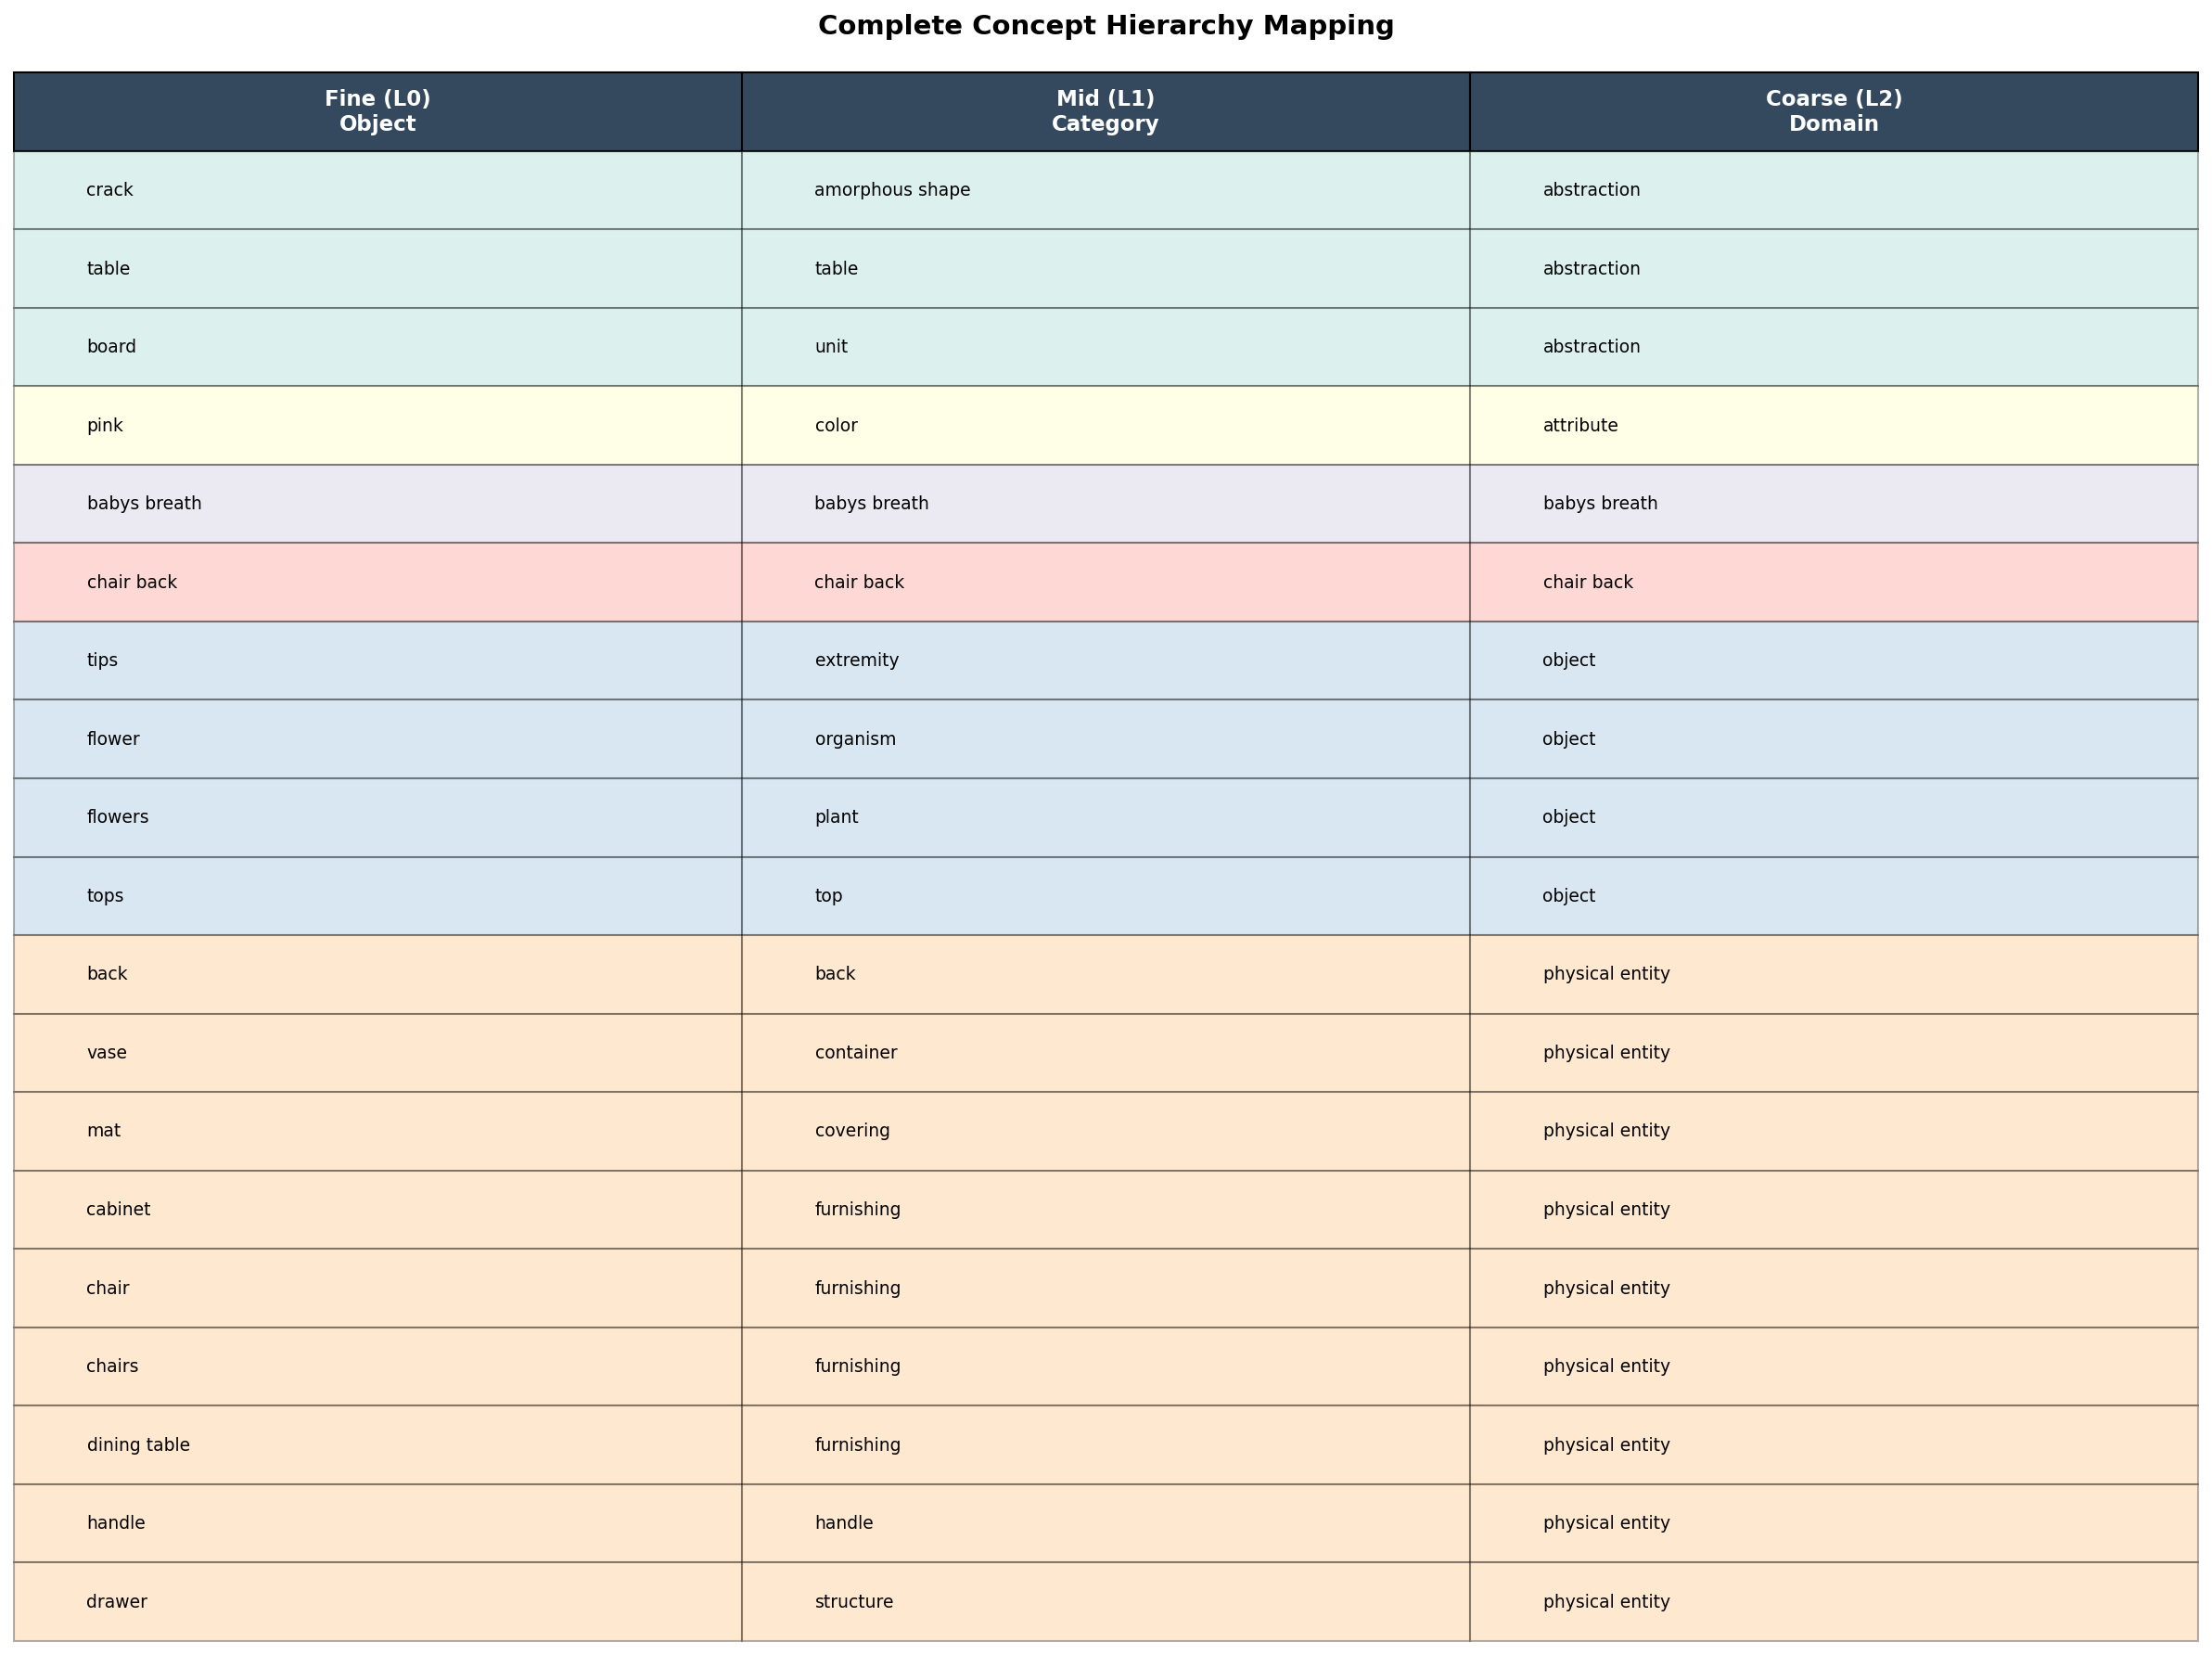 Complete Concept Hierarchy Mapping
Fine (L0)
Object
Mid (L1)
Category
Coarse (L2)
Domain
crack amorphous shape abstraction
table table abstraction
board unit abstraction
pink color attribute
babys breath babys breath babys breath
chair back chair back chair back
tips extremity object
flower organism object
flowers plant object
tops top object
back back physical entity
vase container physical entity
mat covering physical entity
cabinet furnishing physical entity
chair furnishing physical entity
chairs furnishing physical entity
dining table furnishing physical entity
handle handle physical entity
drawer structure physical entity